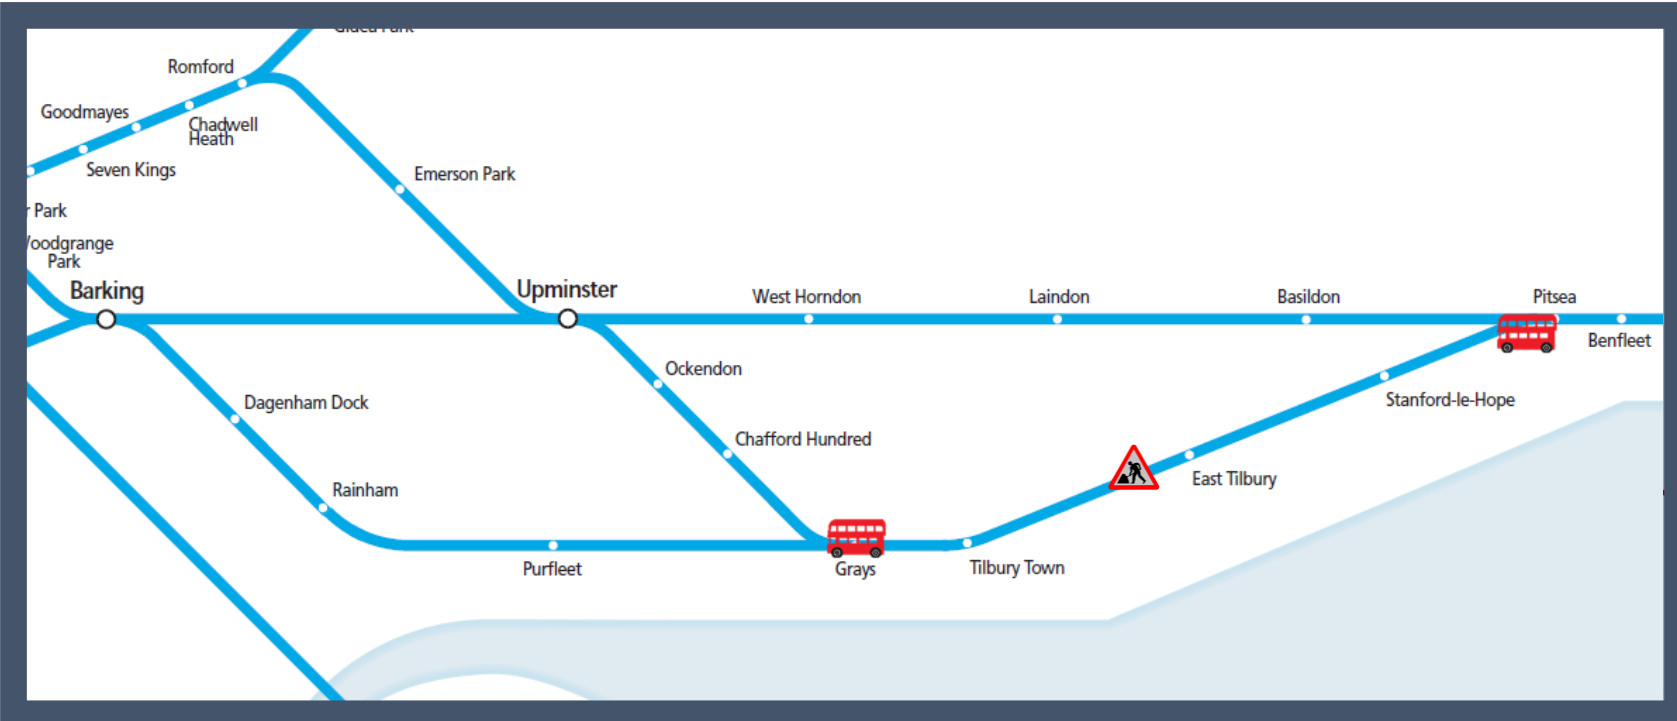 Romford
Goodmayes
Chadwell
Heath
Seven Kings
Emerson Park
Park
Park
Barking
Upminster
West Horndon
Laindon
Basildon
Pitsea
Benfleet
Ockendon
Dagenham Dock
Stanford-le-Hope
Chafford Hundred
East Tilbury
Rainham
Purfleet
Grays
Tilbury Town